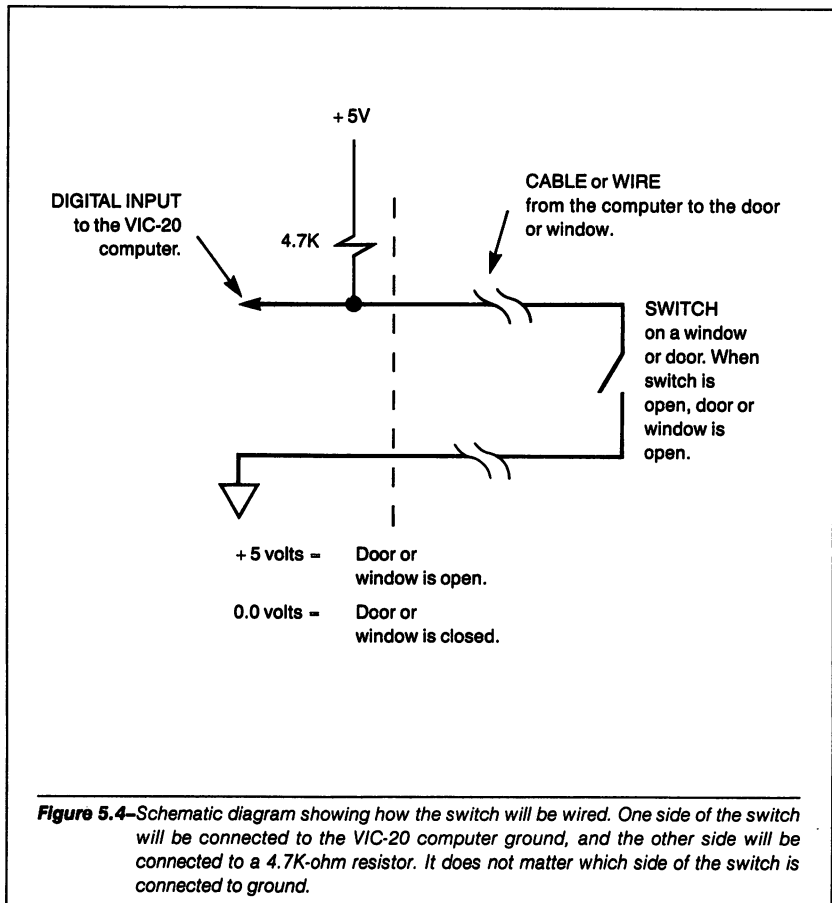 + 5V
DIGITAL INPUT
to the VIC-20
computer.
4.7K
CABLE or WIRE
from the computer to the door
or window.
SWITCH
on a window
or door. When
switch is
open, door or
window is
open.
+ 5 volts = Door or
window is open.
0.0 volts = Door or
window is closed.
Figure 5.4–Schematic diagram showing how the switch will be wired. One side of the switch
will be connected to the VIC-20 computer ground, and the other side will be
connected to a 4.7K-ohm resistor. It does not matter which side of the switch is
connected to ground.